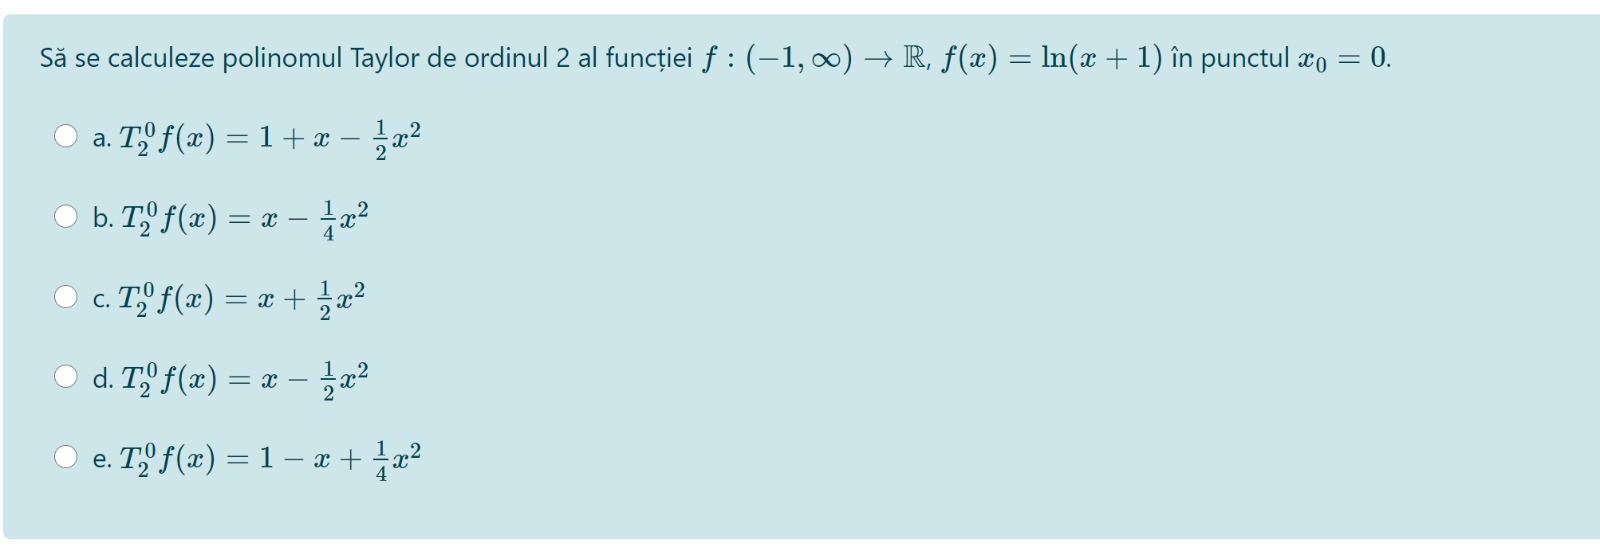 Să se calculeze polinomul Taylor de ordinul 2 al funcției $f : (-1, \infty) \to \mathbb{R}, f(x) = \ln(x + 1)$ în punctul $x_0 = 0$.
a. $T_2^0 f(x) = 1 + x - \frac{1}{2}x^2$
b. $T_2^0 f(x) = x - \frac{1}{4}x^2$
c. $T_2^0 f(x) = x + \frac{1}{2}x^2$
d. $T_2^0 f(x) = x - \frac{1}{2}x^2$
e. $T_2^0 f(x) = 1 - x + \frac{1}{4}x^2$